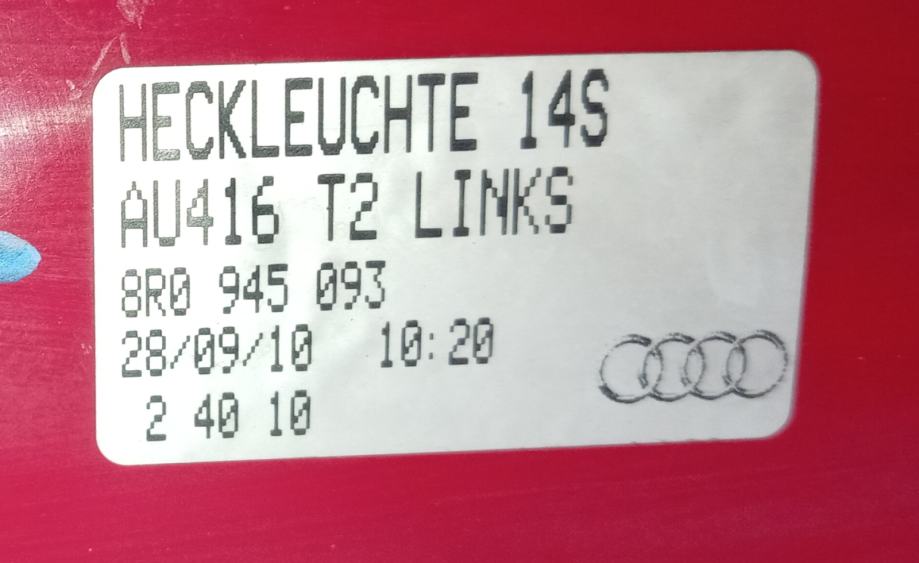 HECKLEUCHTE 14S
AU416 T2 LINKS
8R0 945 093
28/09/10 10:20
2 40 10